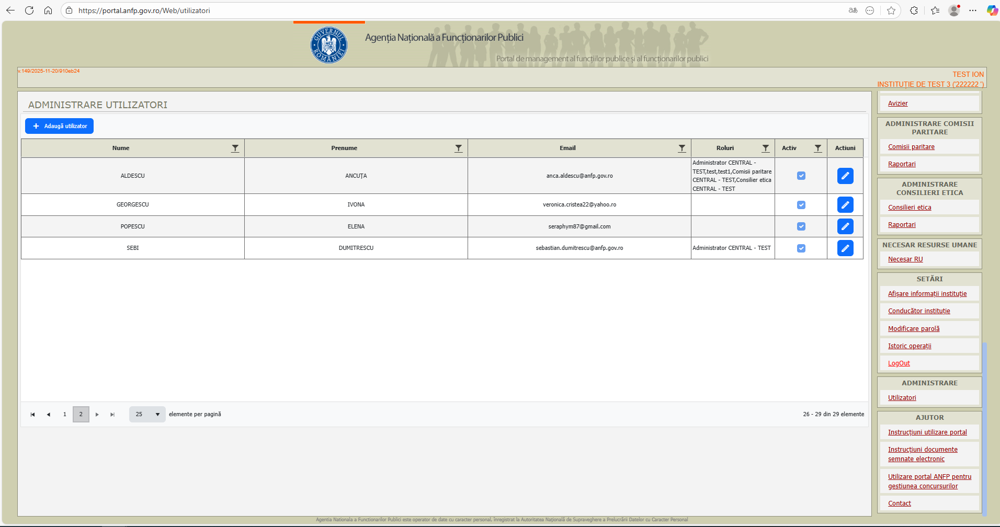 https://portal.anfp.gov.ro/Web/utilizatori
GUVERNUL ROMÂNIEI
Agenția Națională a Funcționarilor Publici
Portal de management al funcțiilor publice și al funcționarilor publici
v.149/2025-11-20/910eb24
TEST ION
INSTITUȚIE DE TEST 3 ('222222 ')
ADMINISTRARE UTILIZATORI
+ Adaugă utilizator
Nume Prenume Email Roluri Activ Actiuni
ALDESCU ANCUȚA anca.aldescu@anfp.gov.ro
Administrator CENTRAL -
TEST,test,test1,Comisii paritare
CENTRAL - TEST,Consilier etica
CENTRAL - TEST
GEORGESCU IVONA veronica.cristea22@yahoo.ro
POPESCU ELENA seraphym87@gmail.com
SEBI DUMITRESCU sebastian.dumitrescu@anfp.gov.ro Administrator CENTRAL - TEST
1 2 25 elemente per pagină 26 - 29 din 29 elemente
Avizier
ADMINISTRARE COMISII
PARITARE
Comisii paritare
Raportari
ADMINISTRARE
CONSILIERI ETICA
Consilieri etica
Raportari
NECESAR RESURSE UMANE
Necesar RU
SETĂRI
Afișare informații instituție
Conducător instituție
Modificare parolă
Istoric operații
LogOut
ADMINISTRARE
Utilizatori
AJUTOR
Instrucțiuni utilizare portal
Instrucțiuni documente
semnate electronic
Utilizare portal ANFP pentru
gestiunea concursurilor
Contact
Agentia Nationala a Functionarilor Publici este operator de date cu caracter personal, înregistrat la Autoritatea Națională de Supraveghere a Prelucrării Datelor cu Caracter Personal